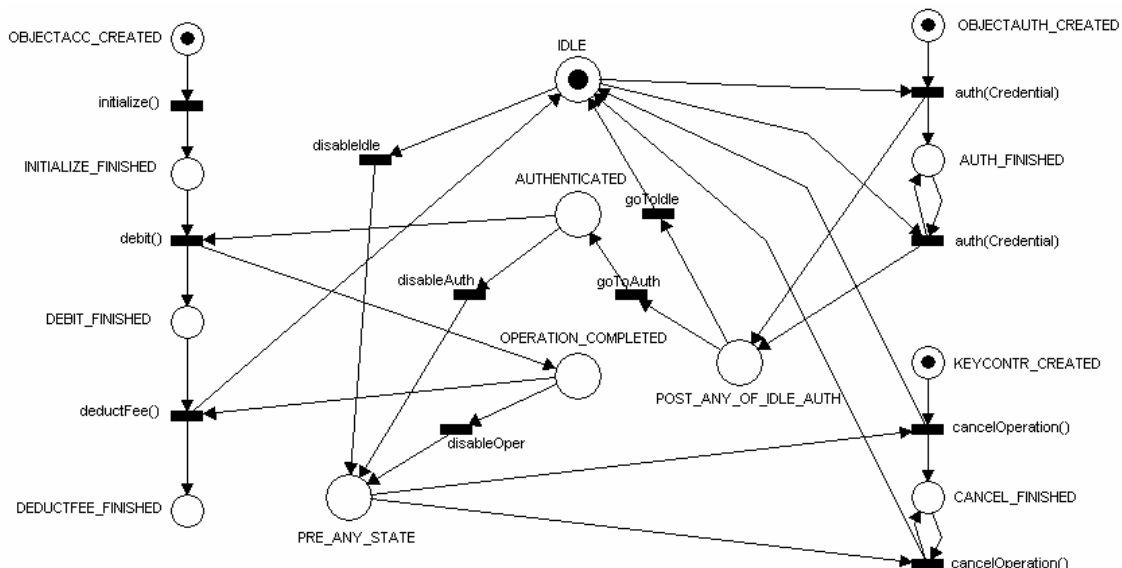 OBJECTACC_CREATED
IDLE
OBJECTAUTH_CREATED
initialize()
auth(Credential)
disableIdle
INITIALIZE_FINISHED
AUTHENTICATED
AUTH_FINISHED
goToIdle
debit()
auth(Credential)
disableAuth
goToAuth
DEBIT_FINISHED
OPERATION_COMPLETED
KEYCONTR_CREATED
POST_ANY_OF_IDLE_AUTH
deductFee()
disableOper
cancelOperation()
DEDUCTFEE_FINISHED
CANCEL_FINISHED
PRE_ANY_STATE
cancelOperation()